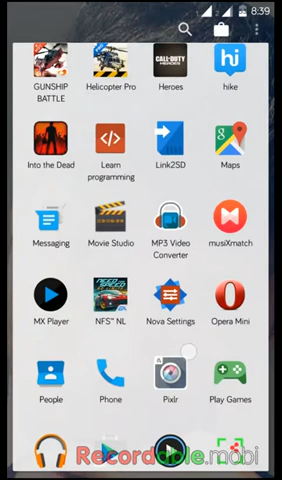 8:39
GUNSHIP BATTLE
Helicopter Pro
CALL OF DUTY HEROES
Heroes
hi
hike
Into the Dead
Learn programming
Link2SD
Maps
Messaging
Movie Studio
MP3 Video Converter
musiXmatch
MX Player
NEED FOR SPEED
NFS™ NL
Nova Settings
Opera Mini
People
Phone
Pixlr
Play Games
Recordable.mobi